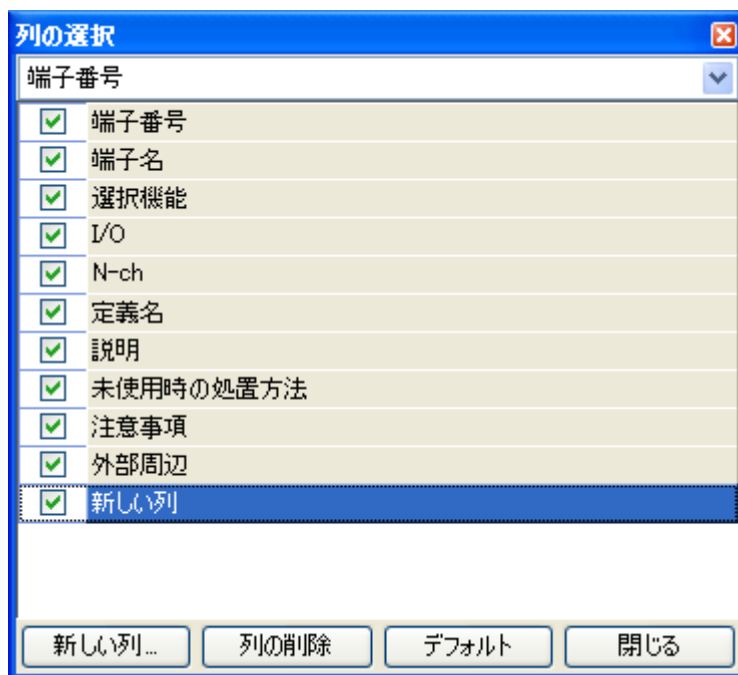 列の選択
端子番号
端子番号
端子名
選択機能
I/O
N-ch
定義名
説明
未使用時の処置方法
注意事項
外部周辺
新しい列
新しい列... 列の削除 デフォルト 閉じる